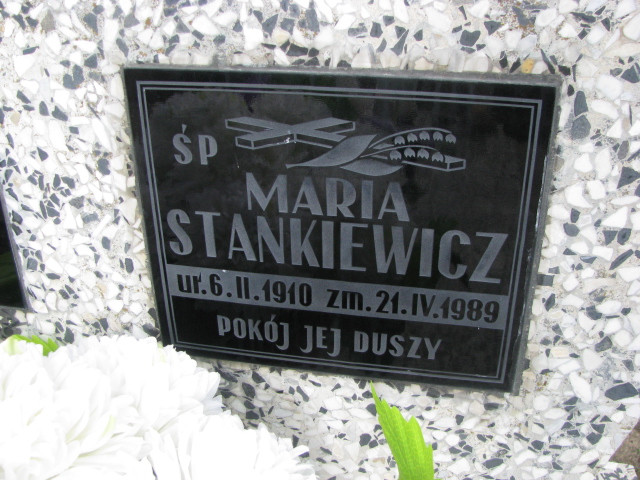 ŚP
MARIA
STANKIEWICZ
ur. 6. II. 1910 zm. 21. IV. 1989
POKÓJ JEJ DUSZY